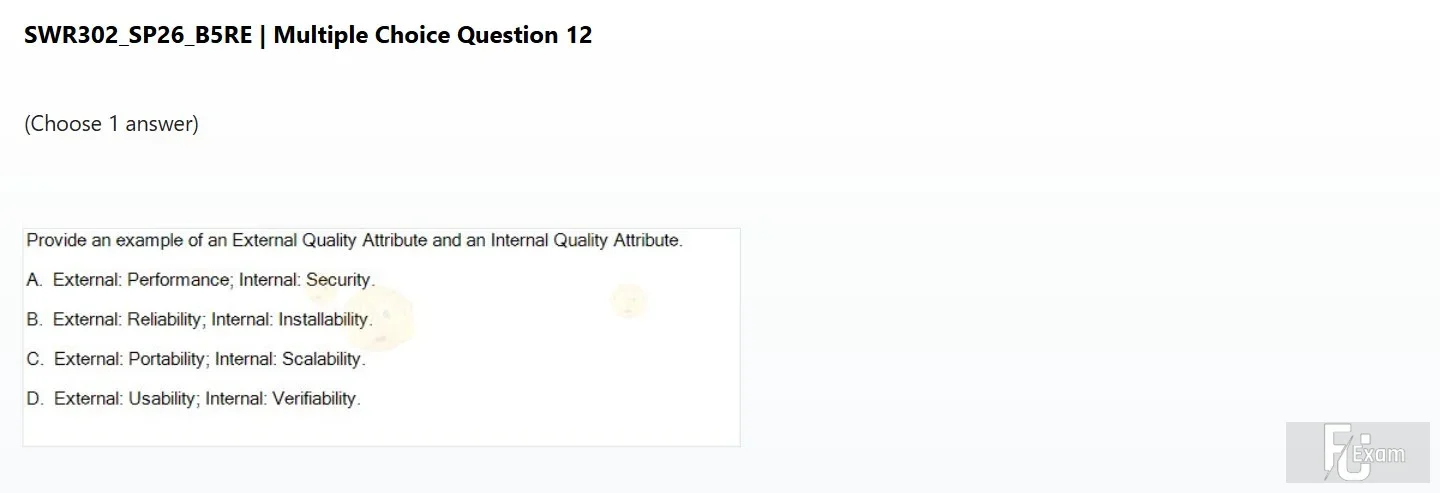 SWR302_SP26_B5RE | Multiple Choice Question 12
(Choose 1 answer)
Provide an example of an External Quality Attribute and an Internal Quality Attribute.
A. External: Performance; Internal: Security.
B. External: Reliability; Internal: Installability.
C. External: Portability; Internal: Scalability.
D. External: Usability; Internal: Verifiability.
Exam